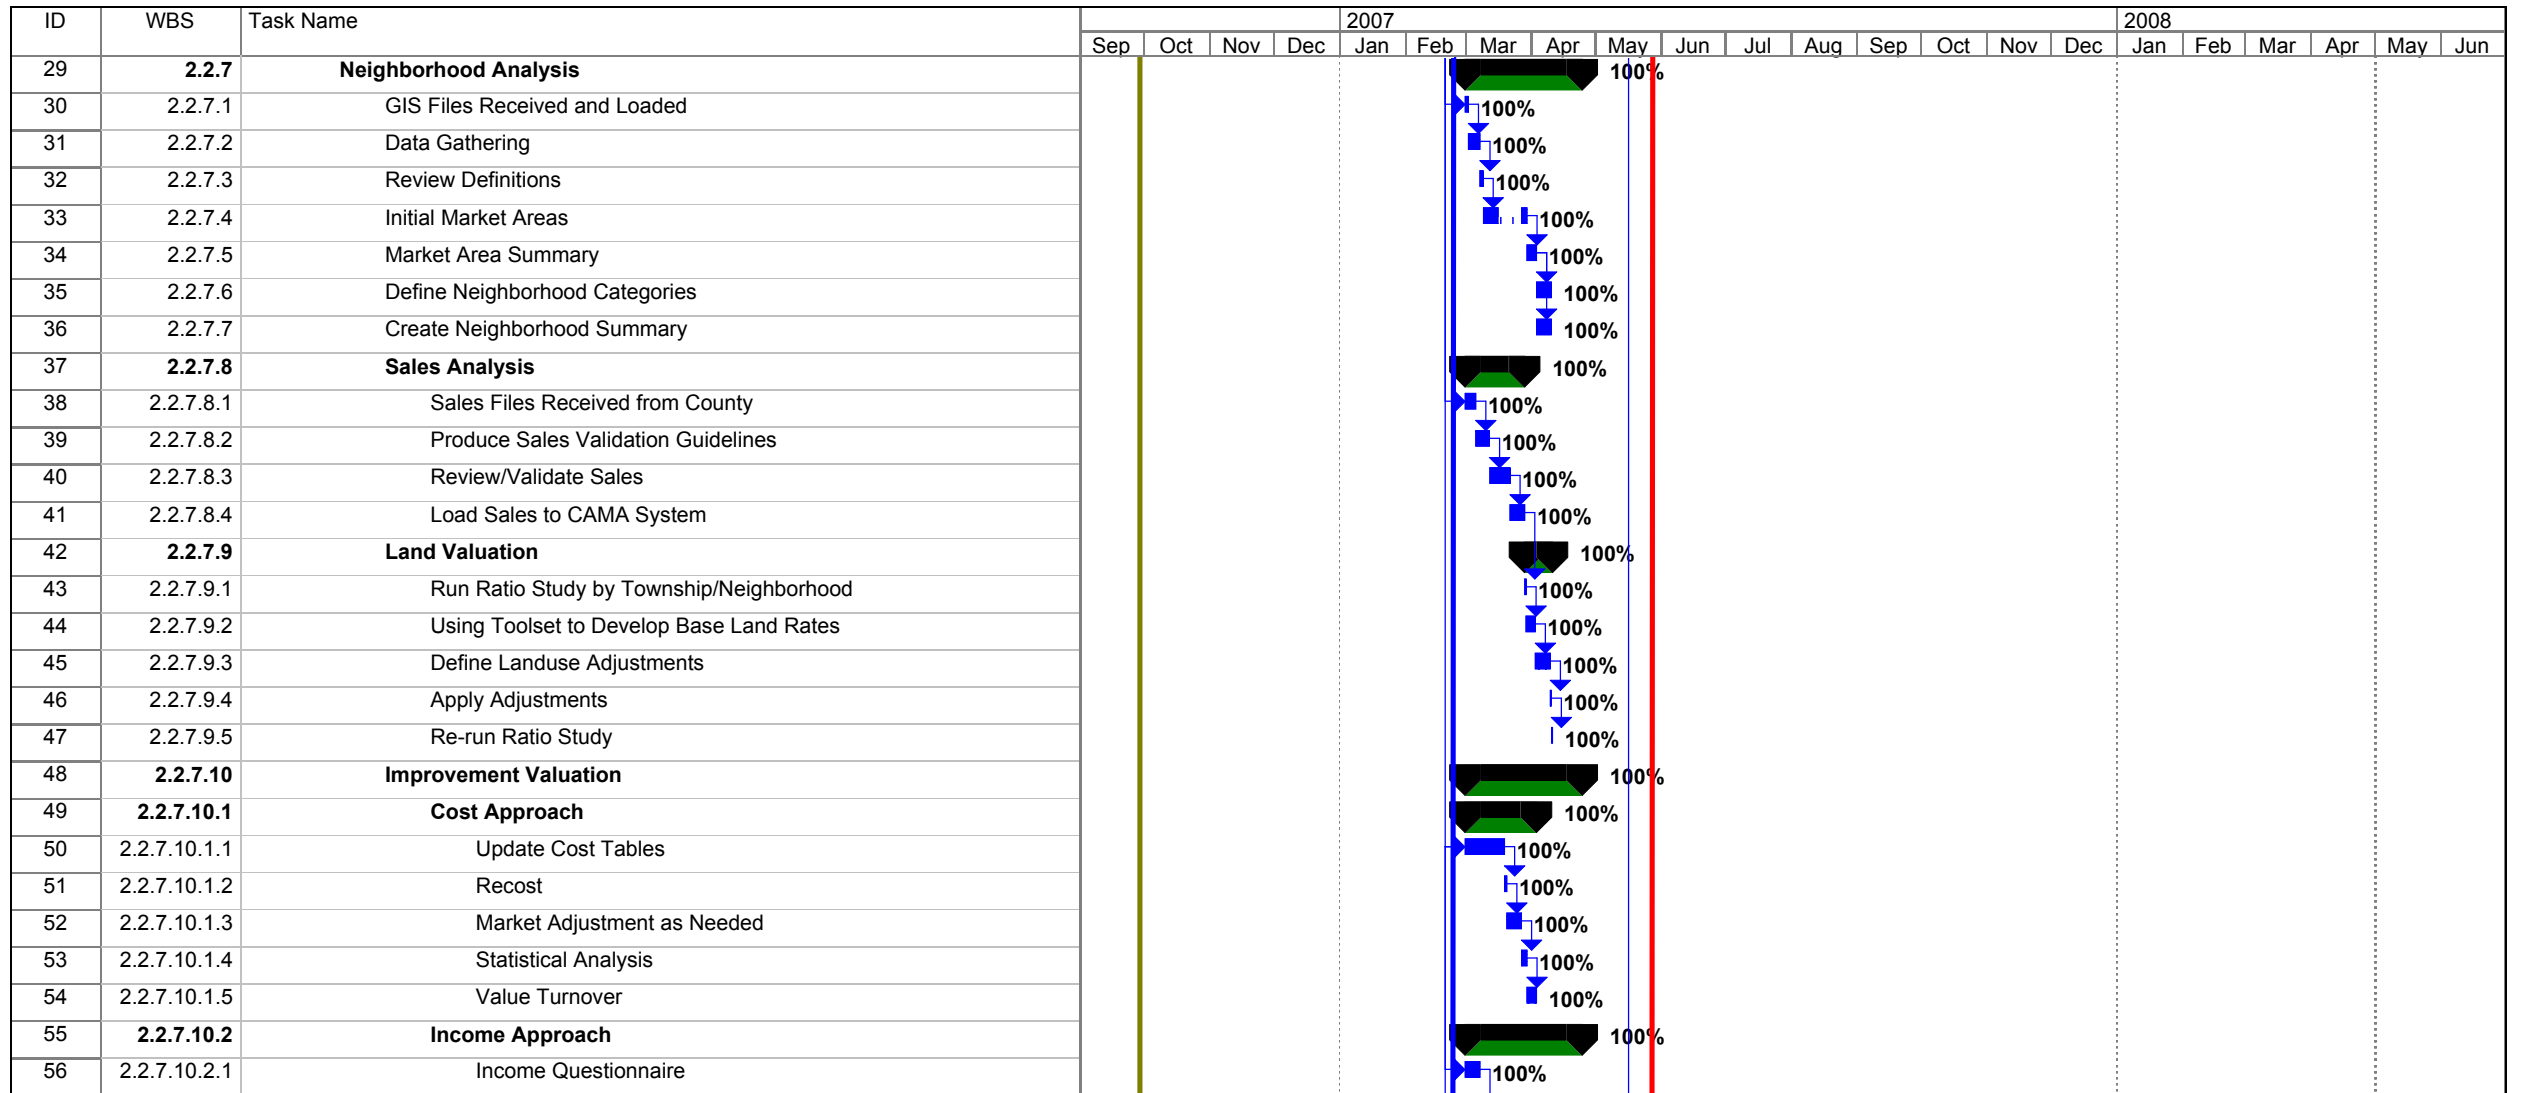 ID WBS Task Name 2007 2008
Sep Oct Nov Dec Jan Feb Mar Apr May Jun Jul Aug Sep Oct Nov Dec Jan Feb Mar Apr May Jun
29 2.2.7 Neighborhood Analysis 100%
30 2.2.7.1 GIS Files Received and Loaded 100%
31 2.2.7.2 Data Gathering 100%
32 2.2.7.3 Review Definitions 100%
33 2.2.7.4 Initial Market Areas 100%
34 2.2.7.5 Market Area Summary 100%
35 2.2.7.6 Define Neighborhood Categories 100%
36 2.2.7.7 Create Neighborhood Summary 100%
37 2.2.7.8 Sales Analysis 100%
38 2.2.7.8.1 Sales Files Received from County 100%
39 2.2.7.8.2 Produce Sales Validation Guidelines 100%
40 2.2.7.8.3 Review/Validate Sales 100%
41 2.2.7.8.4 Load Sales to CAMA System 100%
42 2.2.7.9 Land Valuation 100%
43 2.2.7.9.1 Run Ratio Study by Township/Neighborhood 100%
44 2.2.7.9.2 Using Toolset to Develop Base Land Rates 100%
45 2.2.7.9.3 Define Landuse Adjustments 100%
46 2.2.7.9.4 Apply Adjustments 100%
47 2.2.7.9.5 Re-run Ratio Study 100%
48 2.2.7.10 Improvement Valuation 100%
49 2.2.7.10.1 Cost Approach 100%
50 2.2.7.10.1.1 Update Cost Tables 100%
51 2.2.7.10.1.2 Recost 100%
52 2.2.7.10.1.3 Market Adjustment as Needed 100%
53 2.2.7.10.1.4 Statistical Analysis 100%
54 2.2.7.10.1.5 Value Turnover 100%
55 2.2.7.10.2 Income Approach 100%
56 2.2.7.10.2.1 Income Questionnaire 100%